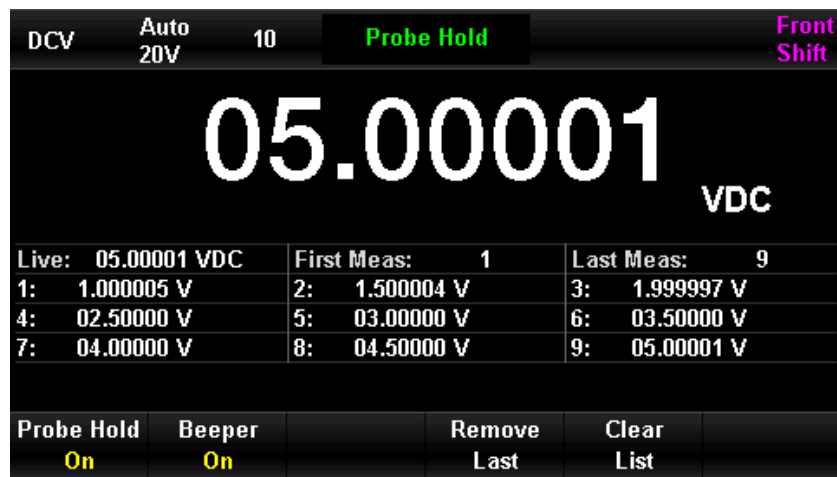 DCV Auto 10 Probe Hold Front
20V Shift
05.00001 VDC
Live: 05.00001 VDC First Meas: 1 Last Meas: 9
1: 1.000005 V 2: 1.500004 V 3: 1.999997 V
4: 02.50000 V 5: 03.00000 V 6: 03.50000 V
7: 04.00000 V 8: 04.50000 V 9: 05.00001 V
Probe Hold Beeper Remove Clear
On On Last List